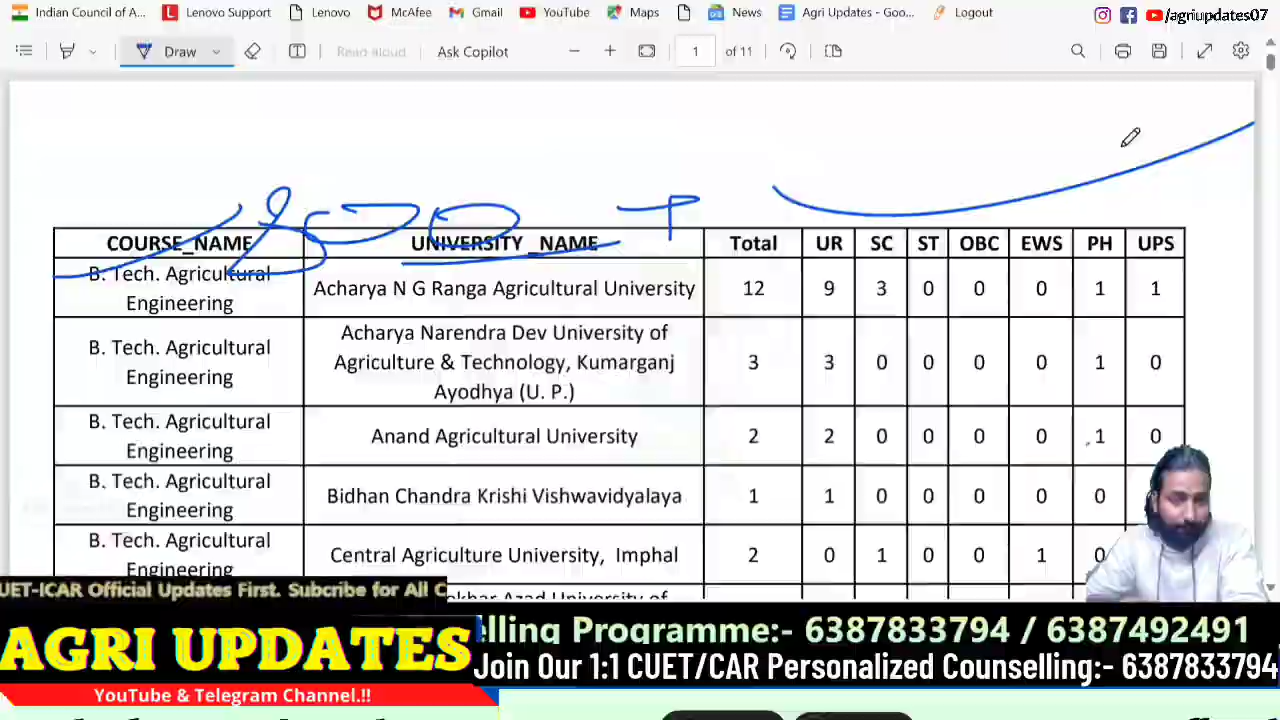 Indian Council of A...
Lenovo Support
Lenovo
McAfee
Gmail
YouTube
Maps
News
Agri Updates - Goo...
Logout
/agriupdates07
Draw
Read aloud
Ask Copilot
1
of 11
COURSE_NAME UNIVERSITY_NAME Total UR SC ST OBC EWS PH UPS
B. Tech. Agricultural
Engineering
Acharya N G Ranga Agricultural University 12 9 3 0 0 0 1 1
B. Tech. Agricultural
Engineering
Acharya Narendra Dev University of
Agriculture & Technology, Kumarganj
Ayodhya (U. P.)
3 3 0 0 0 0 1 0
B. Tech. Agricultural
Engineering
Anand Agricultural University 2 2 0 0 0 0 1 0
B. Tech. Agricultural
Engineering
Bidhan Chandra Krishi Vishwavidyalaya 1 1 0 0 0 0 0
B. Tech. Agricultural
Engineering
Central Agriculture University, Imphal 2 0 1 0 0 1 0
Azad University of
UET-ICAR Official Updates First. Subcribe for All C
AGRI UPDATES
YouTube & Telegram Channel.!!
elling Programme:- 6387833794 / 6387492491
Join Our 1:1 CUET/CAR Personalized Counselling:- 6387833794